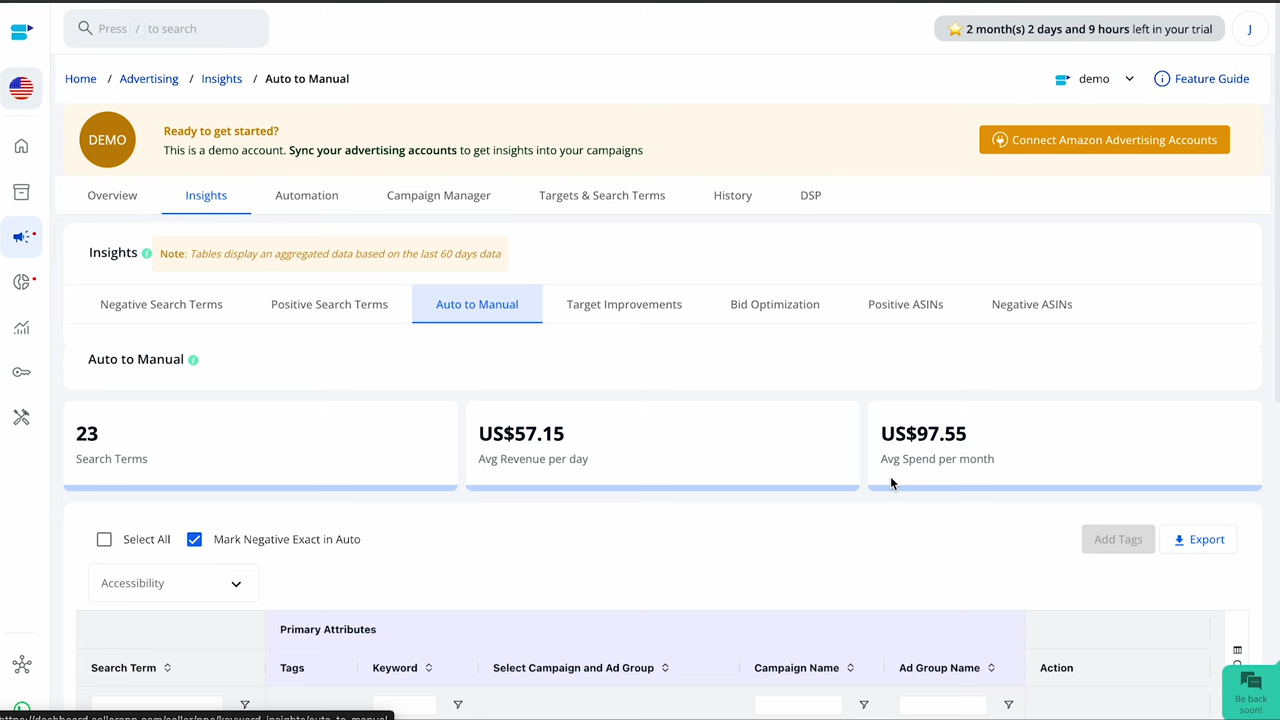 Press / to search
2 month(s) 2 days and 9 hours left in your trial
J
Home / Advertising / Insights / Auto to Manual
demo
Feature Guide
DEMO
Ready to get started?
This is a demo account. Sync your advertising accounts to get insights into your campaigns
Connect Amazon Advertising Accounts
Overview Insights Automation Campaign Manager Targets & Search Terms History DSP
Insights
Note: Tables display an aggregated data based on the last 60 days data
Negative Search Terms Positive Search Terms Auto to Manual Target Improvements Bid Optimization Positive ASINs Negative ASINs
Auto to Manual
23
Search Terms
US$57.15
Avg Revenue per day
US$97.55
Avg Spend per month
Select All
Mark Negative Exact in Auto
Add Tags
Export
Accessibility
Primary Attributes
Search Term Tags Keyword Select Campaign and Ad Group Campaign Name Ad Group Name Action
Be back
soon!